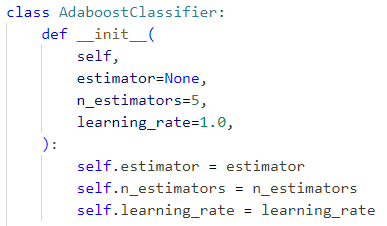 class AdaboostClassifier:
    def __init__(
        self,
        estimator=None,
        n_estimators=5,
        learning_rate=1.0,
    ):
        self.estimator = estimator
        self.n_estimators = n_estimators
        self.learning_rate = learning_rate